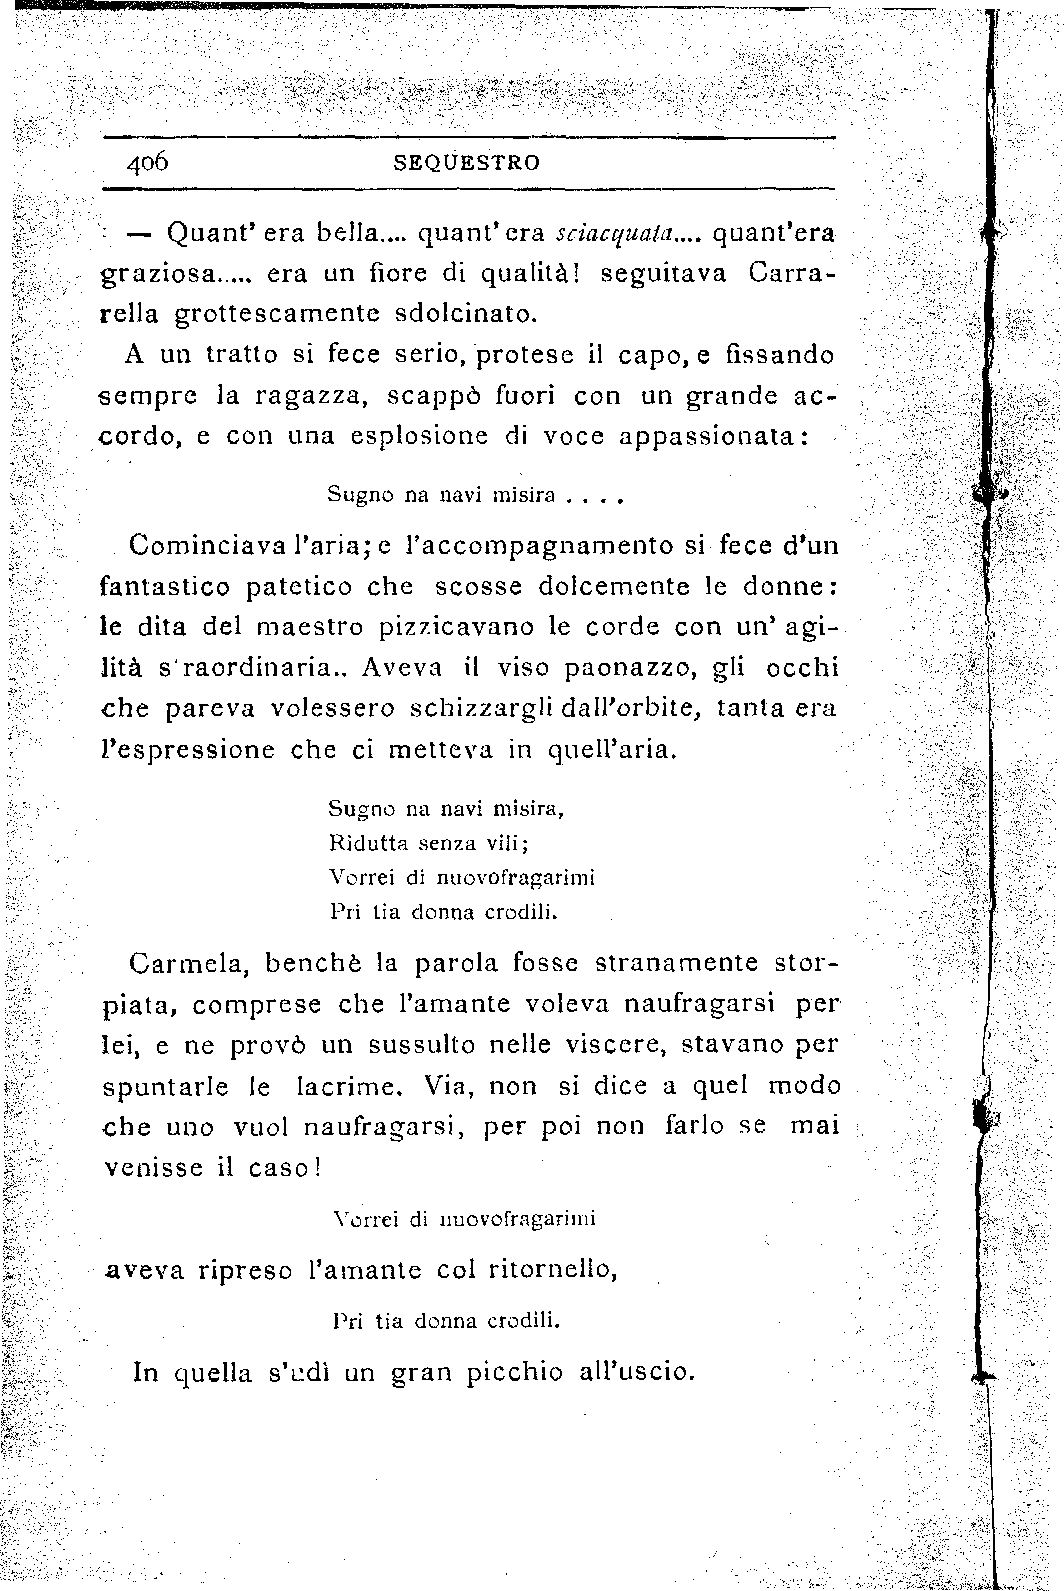 406 SEQUESTRO
— Quant' era bella.... quant' era sciacquata.... quant'era
graziosa..... era un fiore di qualità! seguitava Carra-
rella grottescamente sdolcinato.
A un tratto si fece serio, protese il capo, e fissando
sempre la ragazza, scappò fuori con un grande ac-
cordo, e con una esplosione di voce appassionata:
Sugno na navi misira . . . .
Cominciava l'aria; e l'accompagnamento si fece d'un
fantastico patetico che scosse dolcemente le donne:
le dita del maestro pizzicavano le corde con un' agi-
lità s'raordinaria.. Aveva il viso paonazzo, gli occhi
che pareva volessero schizzargli dall'orbite, tanta era
l'espressione che ci metteva in quell'aria.
Sugno na navi misira,
Ridutta senza vili;
Vorrei di nuovofragarimi
Pri tia donna crodili.
Carmela, benchè la parola fosse stranamente stor-
piata, comprese che l'amante voleva naufragarsi per
lei, e ne provò un sussulto nelle viscere, stavano per
spuntarle le lacrime. Via, non si dice a quel modo
che uno vuol naufragarsi, per poi non farlo se mai
venisse il caso!
Vorrei di nuovofragarimi
aveva ripreso l'amante col ritornello,
Pri tia donna crodili.
In quella s'udì un gran picchio all'uscio.